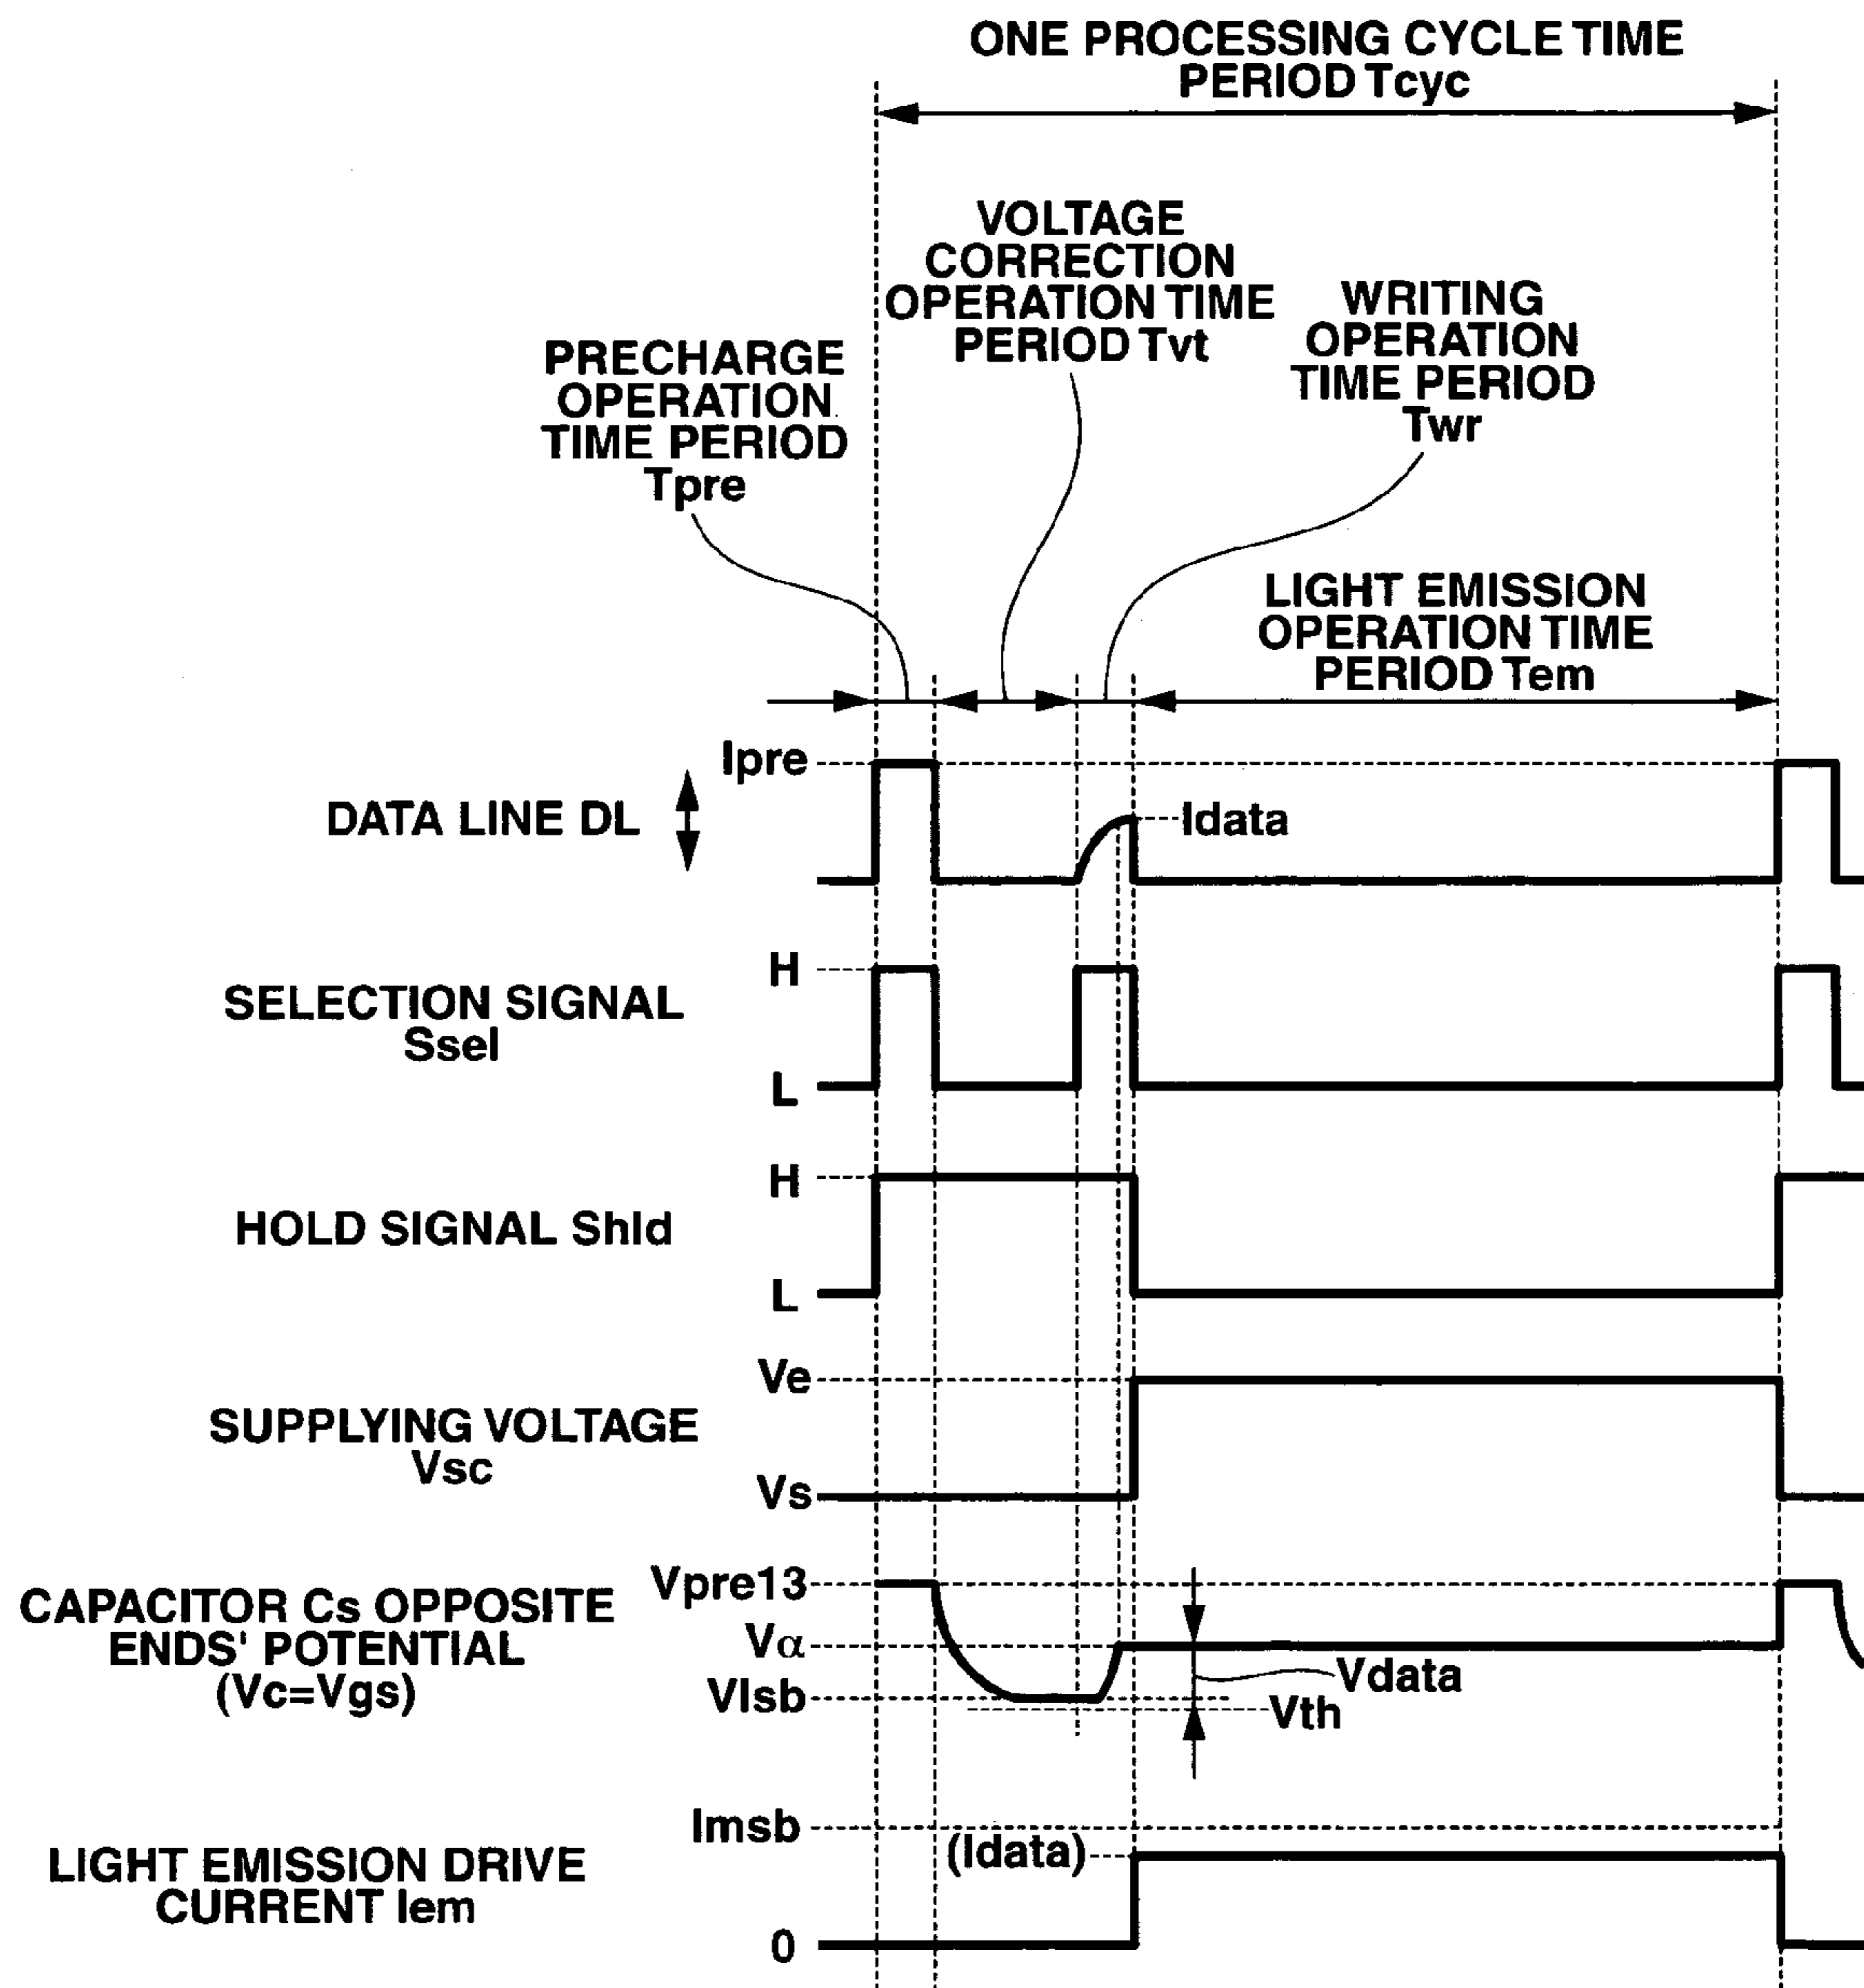 ONE PROCESSING CYCLE TIME
PERIOD Tcyc
VOLTAGE
CORRECTION
OPERATION TIME
PERIOD Tvt
WRITING
OPERATION
TIME PERIOD
Twr
PRECHARGE
OPERATION
TIME PERIOD
Tpre
LIGHT EMISSION
OPERATION TIME
PERIOD Tem
Ipre
DATA LINE DL
Idata
H
SELECTION SIGNAL
Ssel
L
H
HOLD SIGNAL Shld
L
Ve
SUPPLYING VOLTAGE
Vsc
Vs
Vpre13
CAPACITOR Cs OPPOSITE
ENDS' POTENTIAL
(Vc=Vgs)
Vα
Vlsb
Vdata
Vth
Imsb
(Idata)
LIGHT EMISSION DRIVE
CURRENT Iem
0